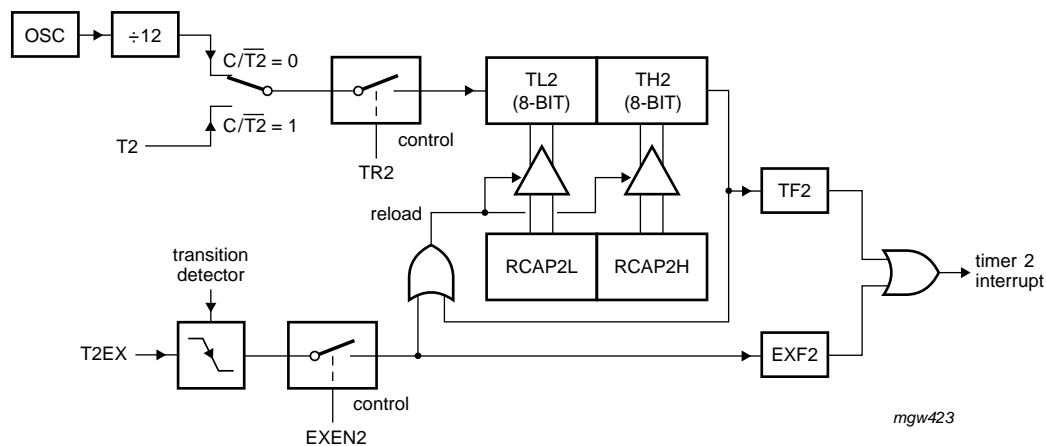 OSC
÷12
C/T2 = 0
C/T2 = 1
T2
TR2
control
TL2
(8-BIT)
TH2
(8-BIT)
reload
RCAP2L
RCAP2H
TF2
transition
detector
T2EX
control
EXEN2
EXF2
timer 2
interrupt
mgw423